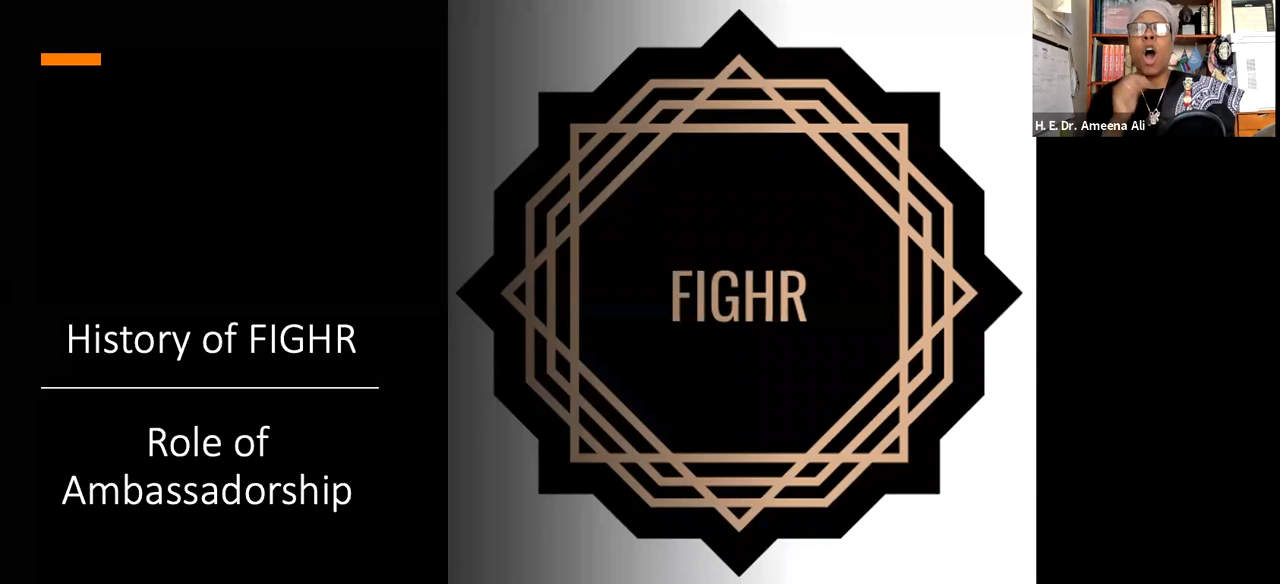 History of FIGHR
Role of
Ambassadorship
FIGHR
H. E. Dr. Ameena Ali